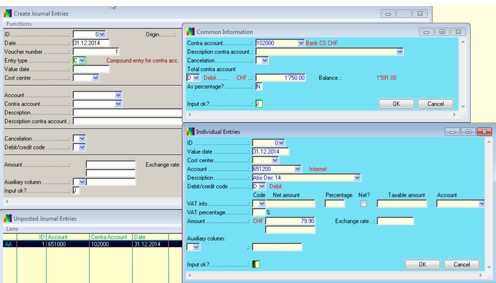 Create Journal Entries
Functions
ID 0 Origin
Date 31.12.2014
Voucher number 1
Entry type C Compound entry for contra acc.
Value date
Cost center
Account
Contra account
Description
Description contra account
Cancelation
Debit/credit code
Amount Exchange rate
Auxiliary column
Input ok? J
Unposted Journal Entries
Lens
ID Account Contra Account Date
AA 1 651000 102000 31.12.2014
Common Information
Contra account 102000 Bank CS CHF
Description contra account
Cancelation
Total contra account:
D Debit CHF 1'750.00 Balance.: 1'591.00
As percentage? N
Input ok? J OK Cancel
Individual Entries
ID 0
Value date 31.12.2014
Cost center
Account 651200 Internet
Description Abo Dec 14
Debit/credit code D Debit
Code Net amount Percentage Net? Taxable amount Account
VAT info
VAT percentage %
Amount CHF 79.90 Exchange rate
Auxiliary column:
Input ok? OK Cancel